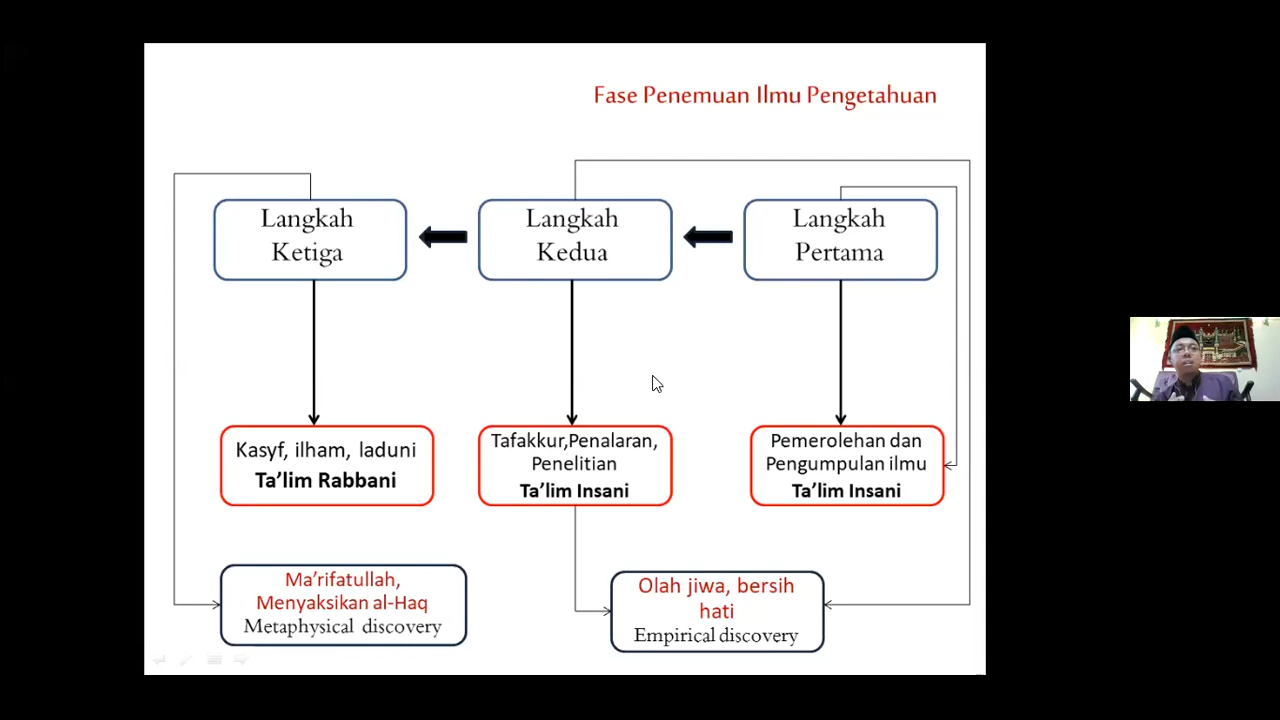 Fase Penemuan Ilmu Pengetahuan
Langkah
Ketiga
Langkah
Kedua
Langkah
Pertama
Kasyf, ilham, laduni
Ta'lim Rabbani
Tafakkur,Penalaran,
Penelitian
Ta'lim Insani
Pemerolehan dan
Pengumpulan ilmu
Ta'lim Insani
Ma'rifatullah,
Menyaksikan al-Haq
Metaphysical discovery
Olah jiwa, bersih
hati
Empirical discovery